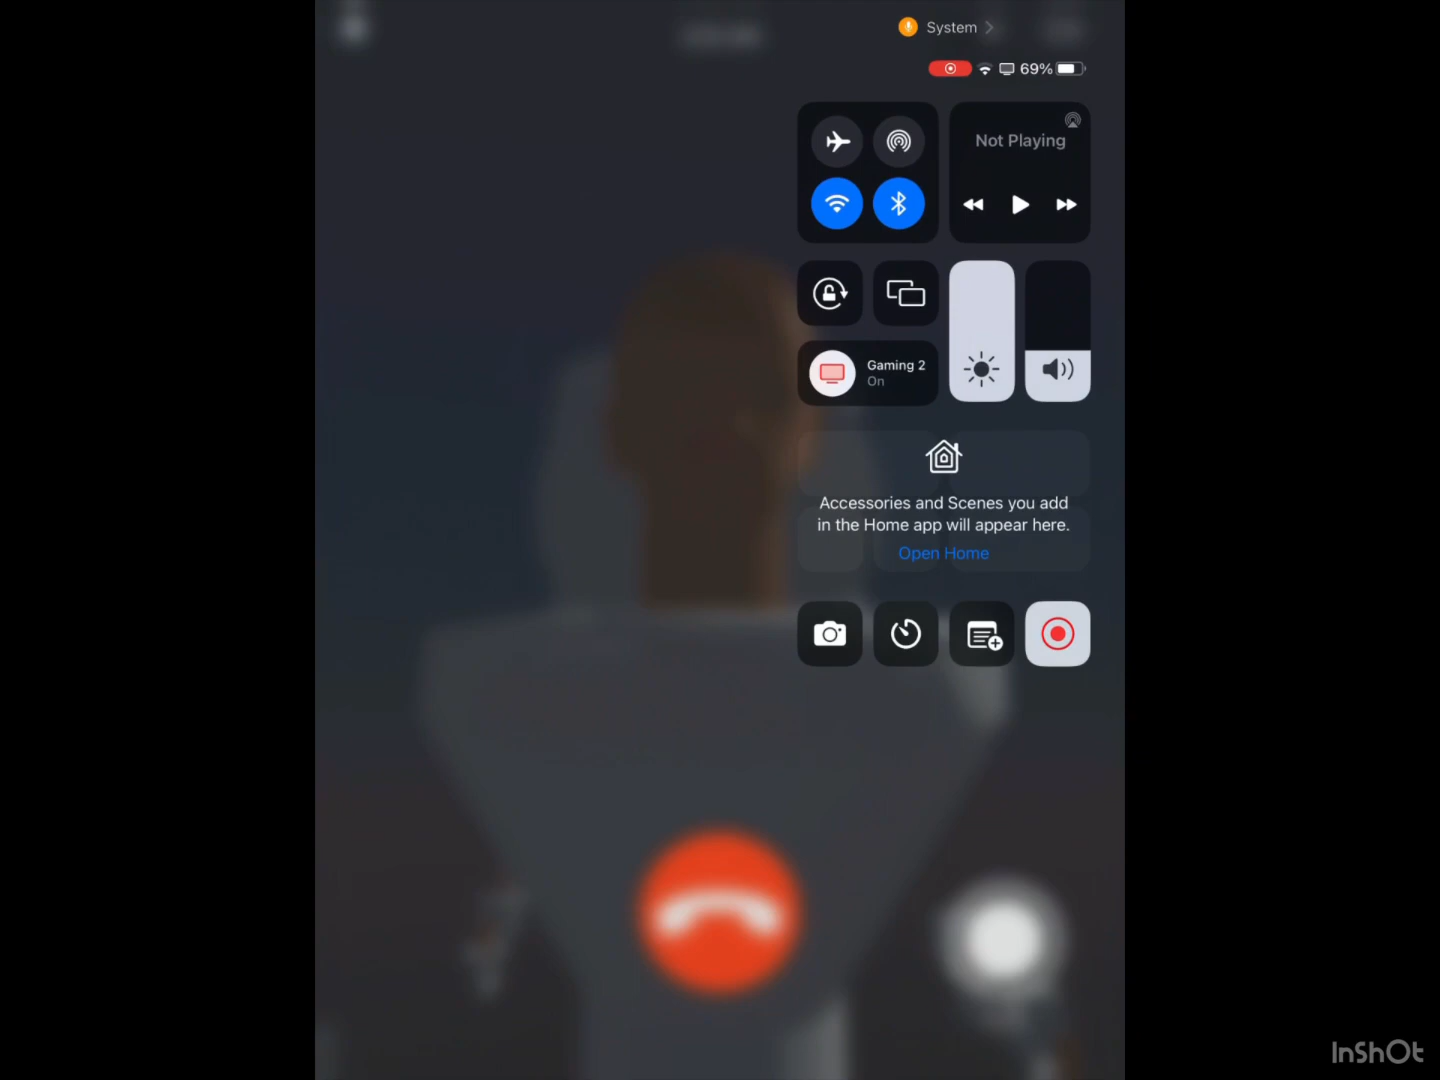 System
69%
Not Playing
Gaming 2
On
Accessories and Scenes you add
in the Home app will appear here.
Open Home
InShOt